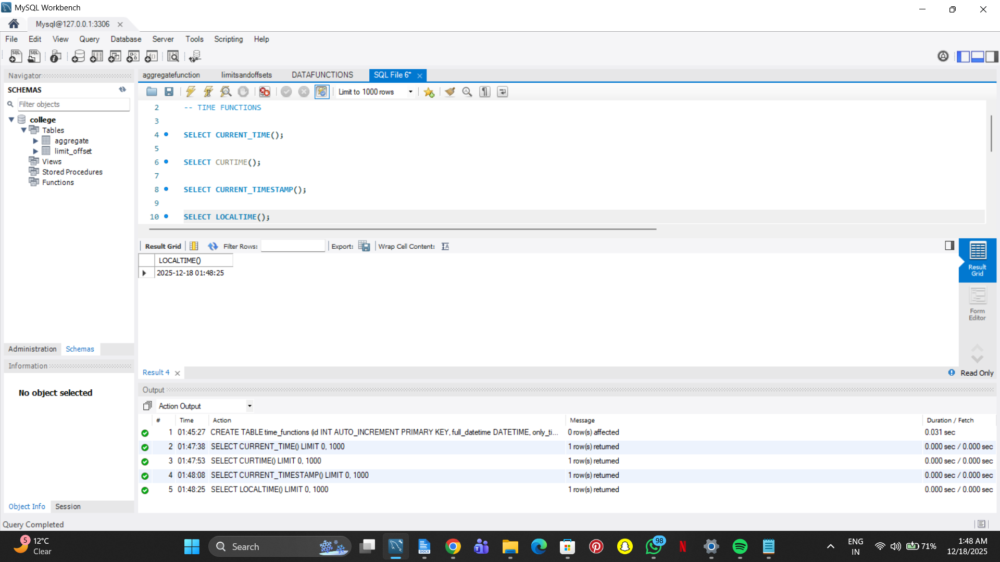 MySQL Workbench
Mysql@127.0.0.1:3306
File Edit View Query Database Server Tools Scripting Help
Navigator
SCHEMAS
Filter objects
college
Tables
aggregate
limit_offset
Views
Stored Procedures
Functions
Administration Schemas
Information
No object selected
Object Info Session
aggregatefunction limitsandoffsets DATAFUNCTIONS SQL File 6*
Limit to 1000 rows
2 -- TIME FUNCTIONS
3
4 SELECT CURRENT_TIME();
5
6 SELECT CURTIME();
7
8 SELECT CURRENT_TIMESTAMP();
9
10 SELECT LOCALTIME();
Result Grid Filter Rows: Export: Wrap Cell Content:
LOCALTIME()
2025-12-18 01:48:25
Result Grid
Form Editor
Result 4
Read Only
Output
Action Output
# Time Action Message Duration / Fetch
1 01:45:27 CREATE TABLE time_functions (id INT AUTO_INCREMENT PRIMARY KEY, full_datetime DATETIME, only_ti... 0 row(s) affected 0.031 sec
2 01:47:38 SELECT CURRENT_TIME() LIMIT 0, 1000 1 row(s) returned 0.000 sec / 0.000 sec
3 01:47:53 SELECT CURTIME() LIMIT 0, 1000 1 row(s) returned 0.000 sec / 0.000 sec
4 01:48:08 SELECT CURRENT_TIMESTAMP() LIMIT 0, 1000 1 row(s) returned 0.000 sec / 0.000 sec
5 01:48:25 SELECT LOCALTIME() LIMIT 0, 1000 1 row(s) returned 0.000 sec / 0.000 sec
Query Completed
5
12°C
Clear
Search
DOCX
98
ENG
IN
71%
1:48 AM
12/18/2025